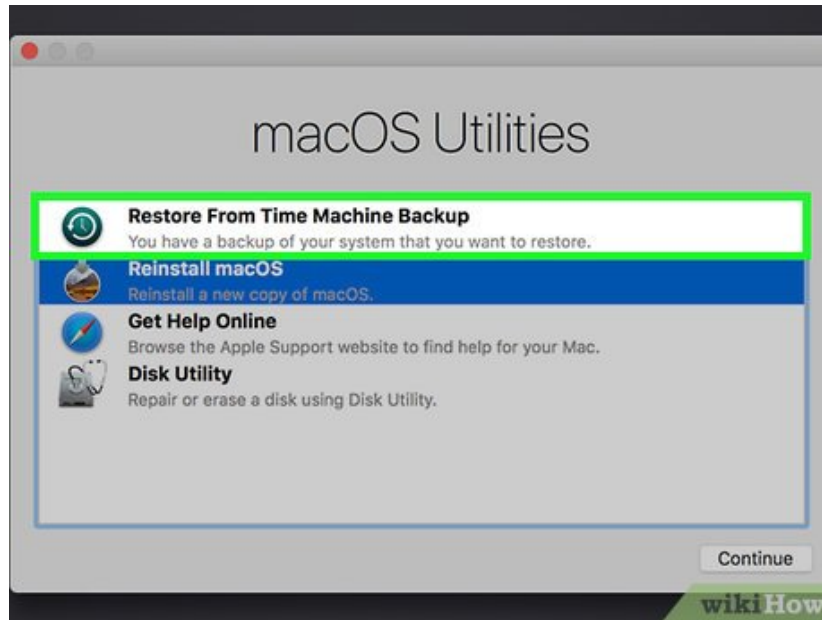 macOS Utilities
Restore From Time Machine Backup
You have a backup of your system that you want to restore.
Reinstall macOS
Reinstall a new copy of macOS.
Get Help Online
Browse the Apple Support website to find help for your Mac.
Disk Utility
Repair or erase a disk using Disk Utility.
Continue
wikiHow